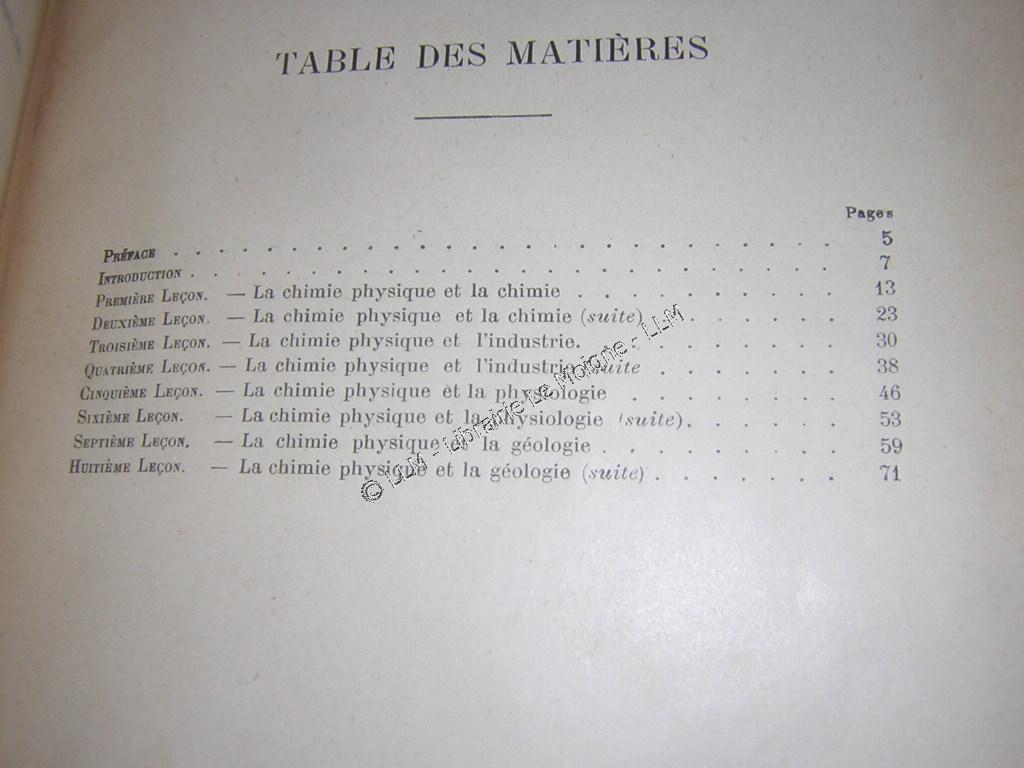 TABLE DES MATIÈRES
Pages
PRÉFACE . . . . . . . . . . . . . . . . . . . . . . . 5
INTRODUCTION . . . . . . . . . . . . . . . . . . . . . . 7
PREMIÈRE LEÇON. — La chimie physique et la chimie . . . . . . . . . . 13
DEUXIÈME LEÇON. — La chimie physique et la chimie (suite) . . . . . . . 23
TROISIÈME LEÇON. — La chimie physique et l'industrie. . . . . . . . . . 30
QUATRIÈME LEÇON. — La chimie physique et l'industrie suite . . . . . . . 38
CINQUIÈME LEÇON. — La chimie physique et la physiologie . . . . . . . . 46
SIXIÈME LEÇON. — La chimie physique et la physiologie (suite). . . . . . 53
SEPTIÈME LEÇON. — La chimie physique et la géologie . . . . . . . . . 59
HUITIÈME LEÇON. — La chimie physique et la géologie (suite) . . . . . . . 71
© LLM - Librairie Le Moigne - LLM